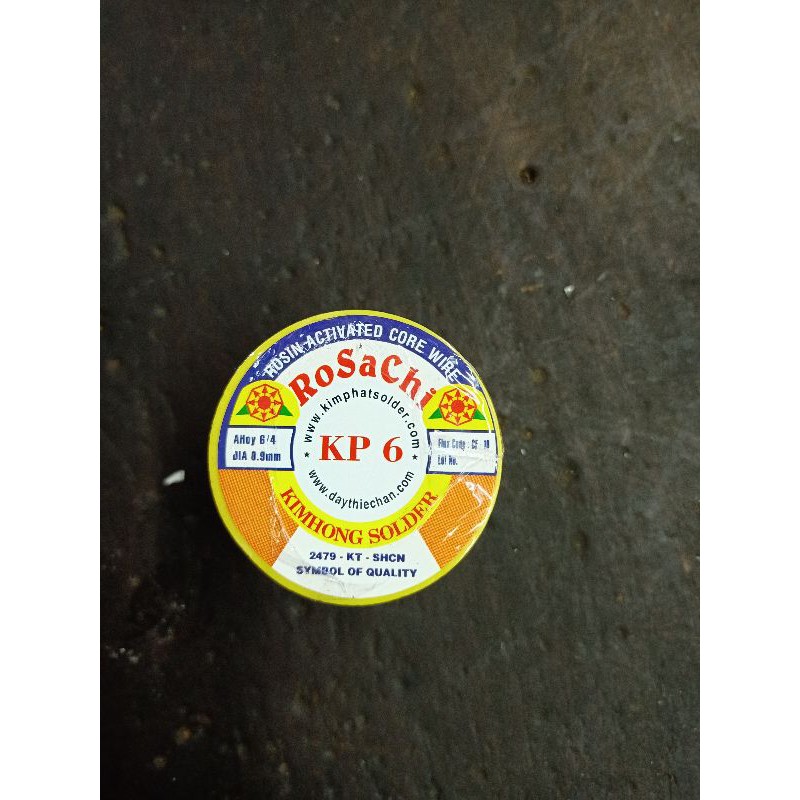 ROSIN-ACTIVATED CORE WIRE
RoSaChi
www.kimphatsolder.com
Alloy 6/4
DIA 0.9mm
KP 6
Flux
Lot No.
www.daythiechan.com
KIMHONG SOLDER
2479 - KT - SHCN
SYMBOL OF QUALITY